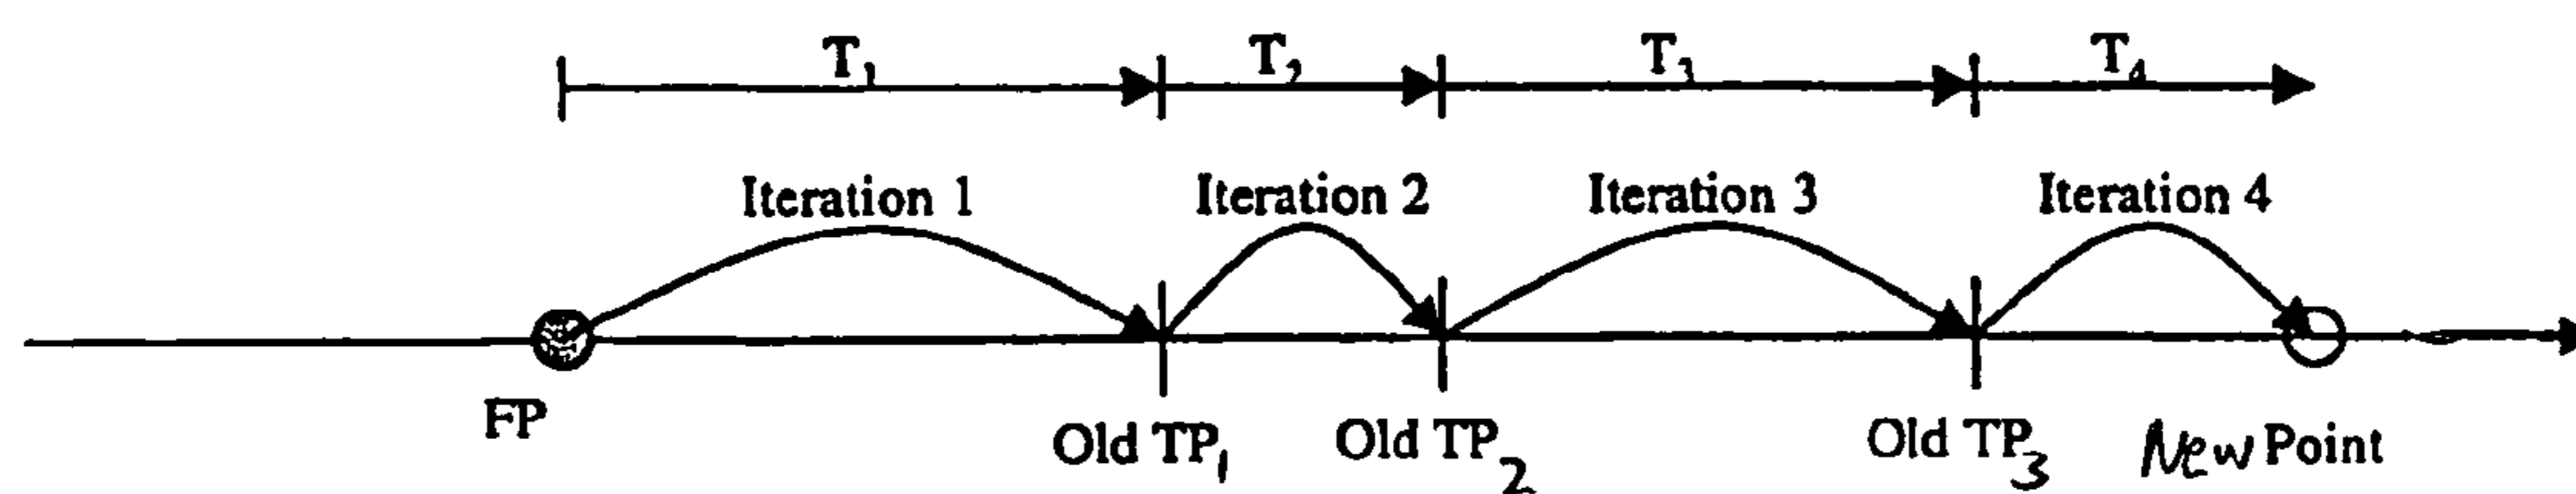 T₁ T₂ T₃ T₄
Iteration 1 Iteration 2 Iteration 3 Iteration 4
FP Old TP₁ Old TP₂ Old TP₃ New Point